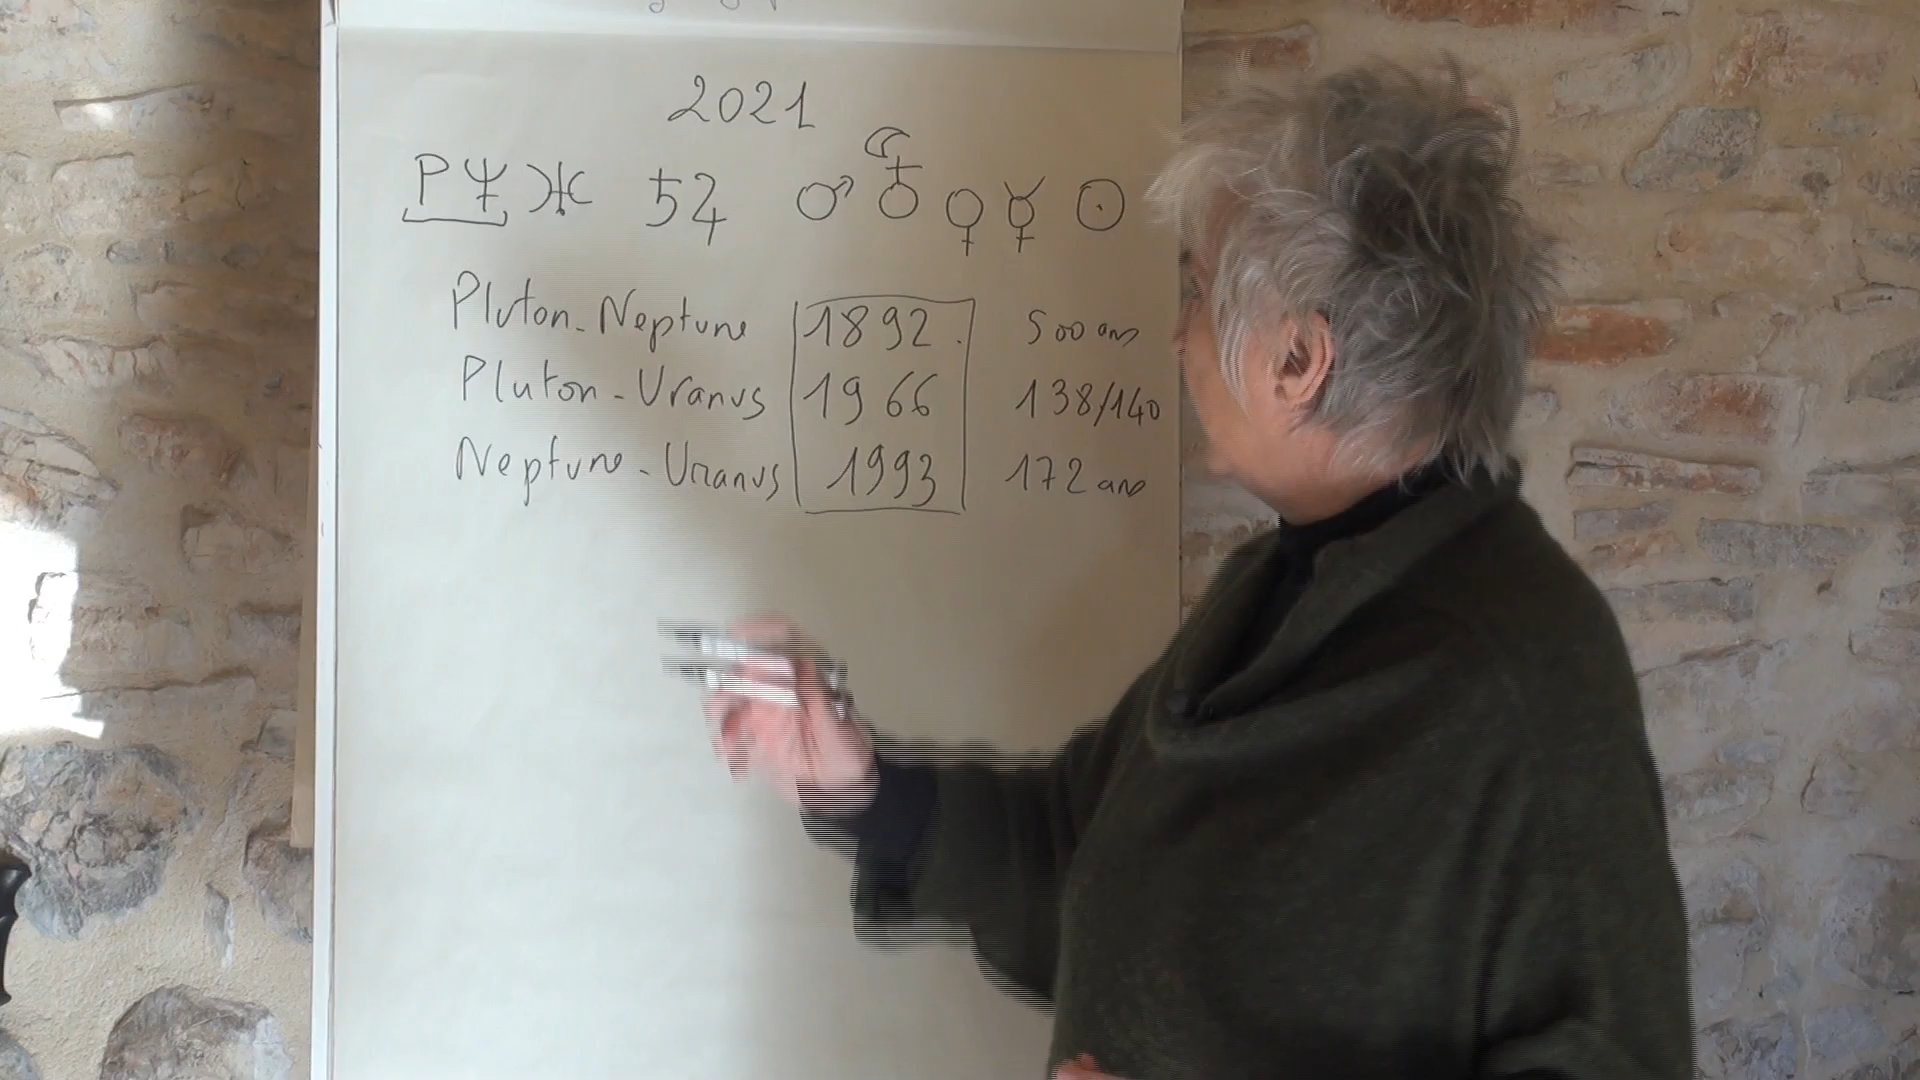 2021
P♆♅ ♄♃ ♂♁☾♀☿☉
Pluton-Neptune 1892. 500 ans
Pluton-Uranus 1966 138/140
Neptune-Uranus 1993 172 ans